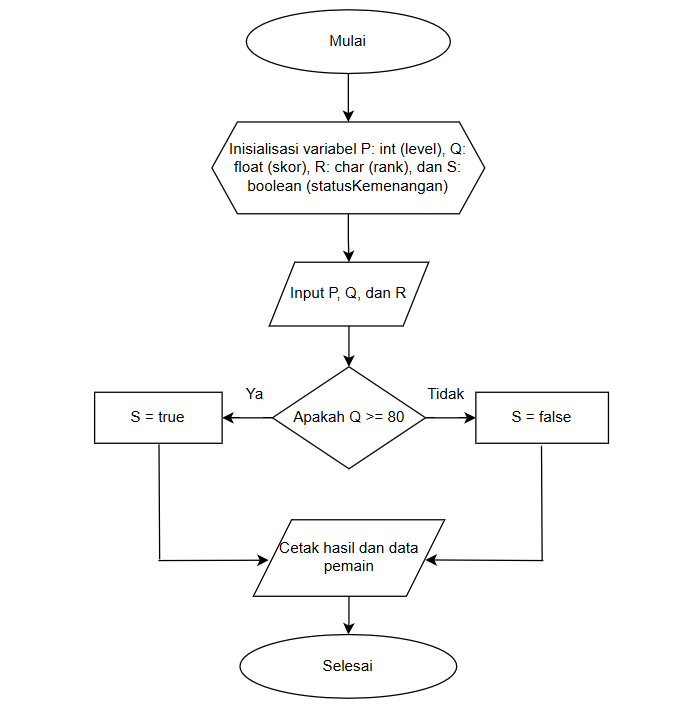 Mulai
Inisialisasi variabel P: int (level), Q:
float (skor), R: char (rank), dan S:
boolean (statusKemenangan)
Input P, Q, dan R
Ya
Tidak
S = true
Apakah Q >= 80
S = false
Cetak hasil dan data
pemain
Selesai